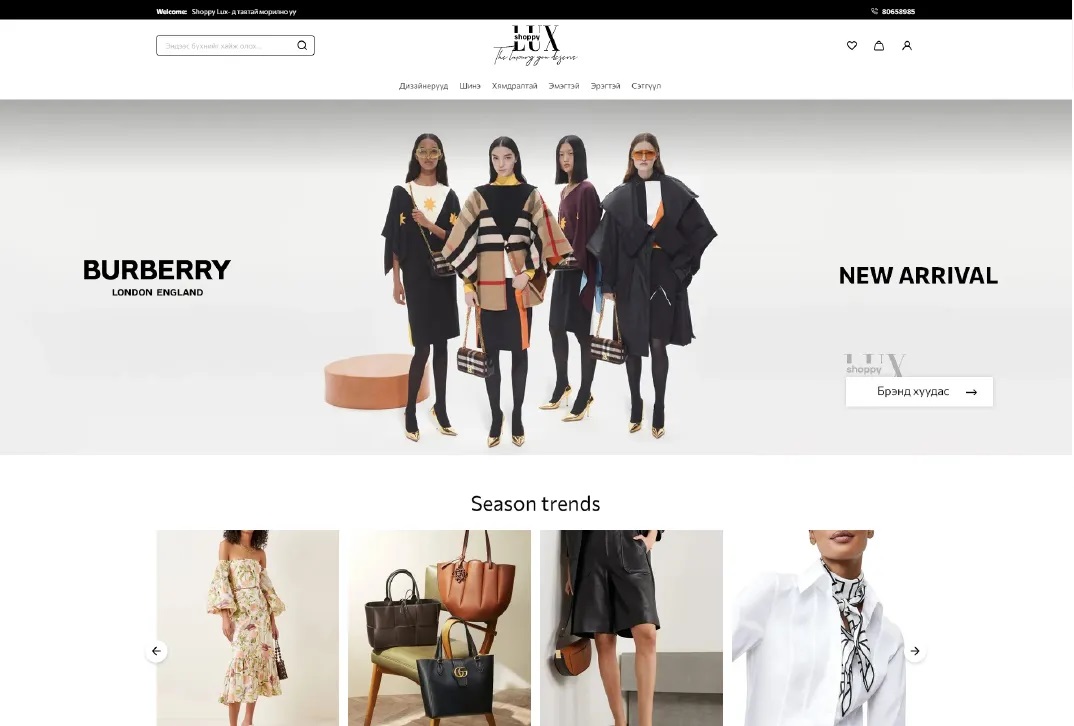 Welcome: Shoppy Lux- д тавтай морилно уу
80658985
Эндээс бүхнийг хайж олох...
LUX
shoppy
The luxury you deserve
Дизайнерууд Шинэ Хямдралтай Эмэгтэй Эрэгтэй Сэтгүүл
BURBERRY
LONDON ENGLAND
NEW ARRIVAL
LUX
shoppy
Брэнд хуудас
Season trends